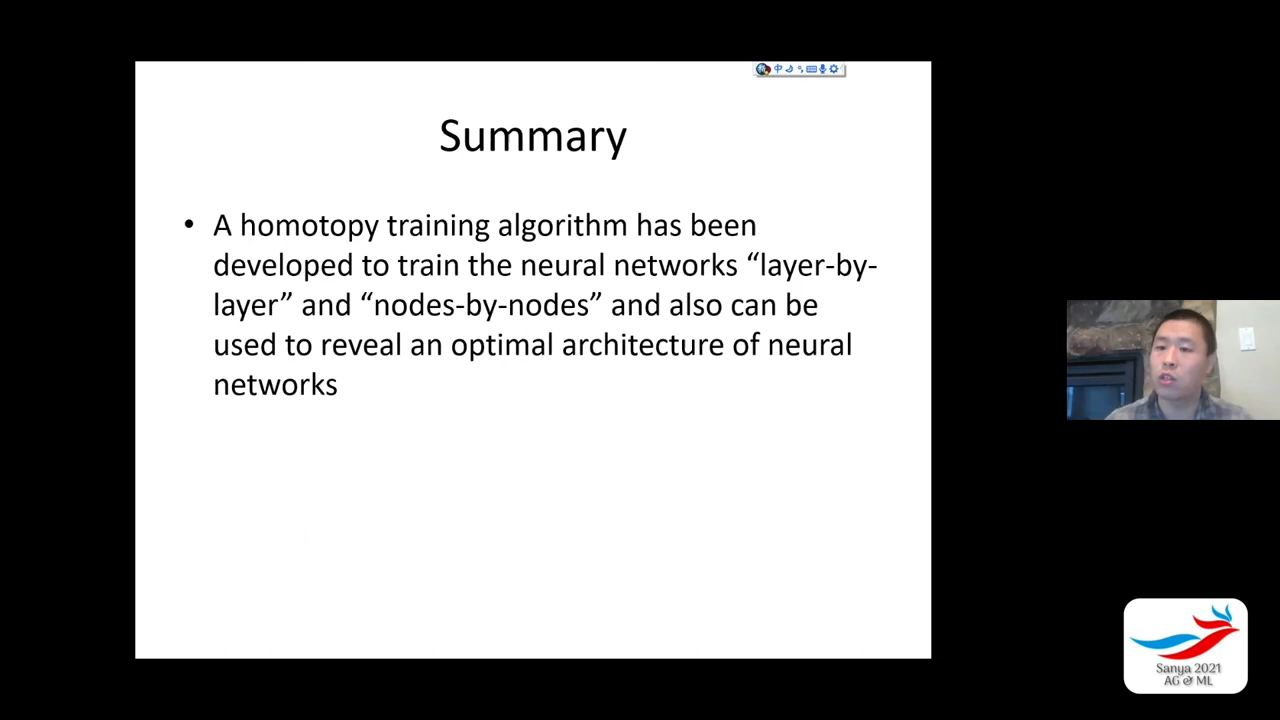 中
Summary
• A homotopy training algorithm has been
developed to train the neural networks “layer-by-
layer” and “nodes-by-nodes” and also can be
used to reveal an optimal architecture of neural
networks
Sanya 2021
AG & ML